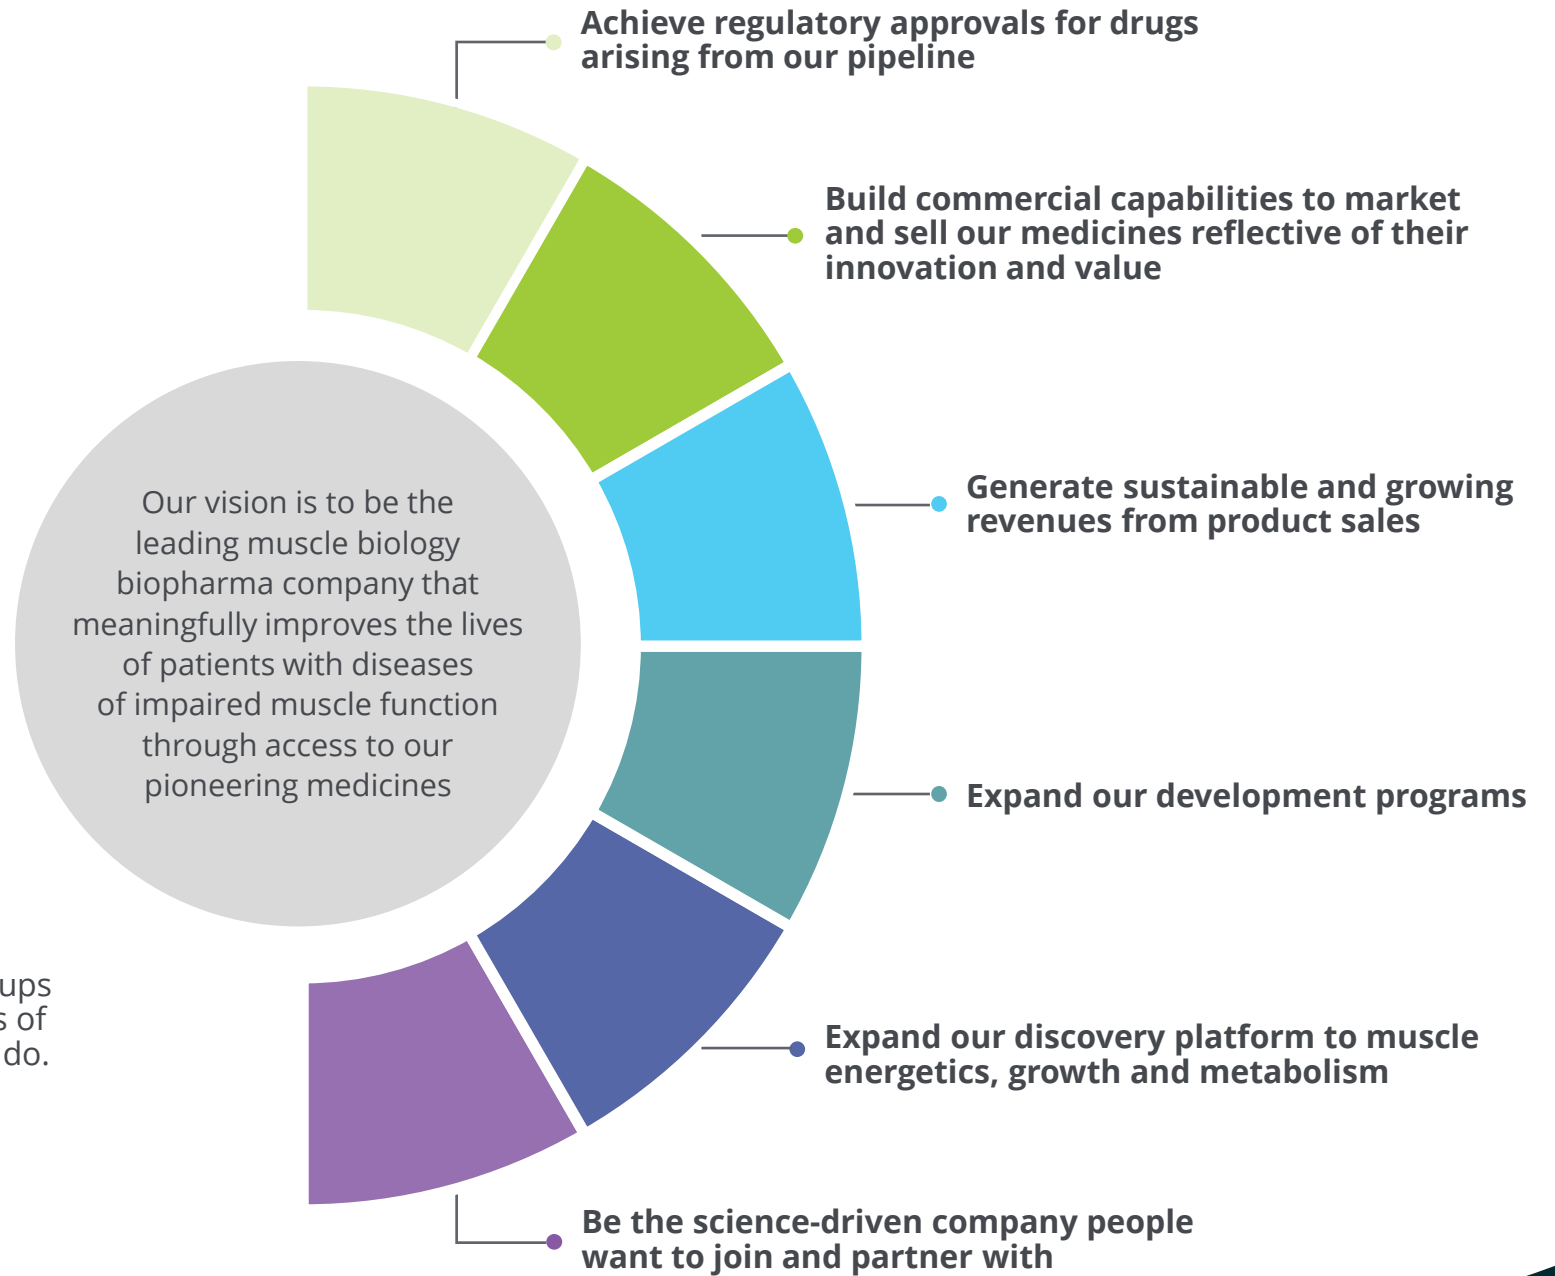 Achieve regulatory approvals for drugs
arising from our pipeline
Build commercial capabilities to market
and sell our medicines reflective of their
innovation and value
Generate sustainable and growing
revenues from product sales
Our vision is to be the
leading muscle biology
biopharma company that
meaningfully improves the lives
of patients with diseases
of impaired muscle function
through access to our
pioneering medicines
Expand our development programs
ups
s of
do.
Expand our discovery platform to muscle
energetics, growth and metabolism
Be the science-driven company people
want to join and partner with